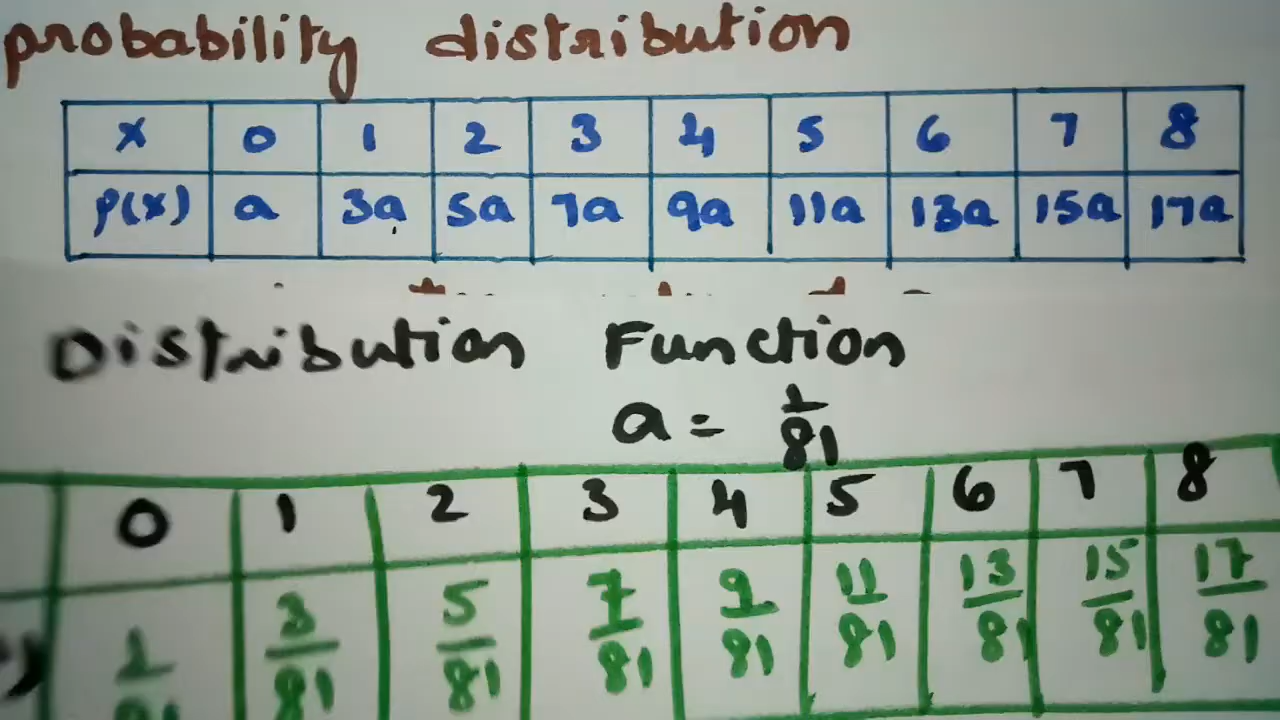 probability distribution
x 0 1 2 3 4 5 6 7 8
p(x) a 3a 5a 7a 9a 11a 13a 15a 17a
Distribution Function
a = 1/81
0 1 2 3 4 5 6 7 8
1/81 3/81 5/81 7/81 9/81 11/81 13/81 15/81 17/81